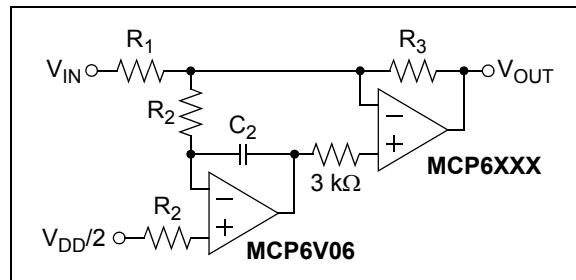 R1
R3
VIN
VOUT
R2
C2
3 kΩ
MCP6XXX
R2
VDD/2
MCP6V06